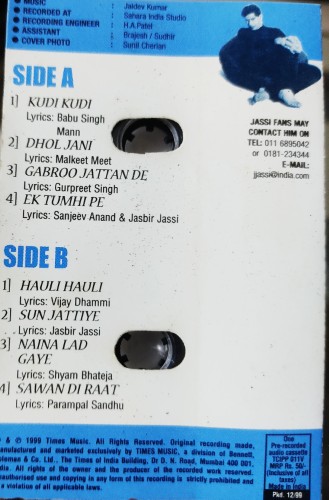 ● MUSIC : Jaidev Kumar
● RECORDED AT : Sahara India Studio
● RECORDING ENGINEER : H.A.Patel
● ASSISTANT : Brajesh / Sudhir
● COVER PHOTO : Sunil Cherian
JASSI FANS MAY
CONTACT HIM ON
TEL: 011 6895042
or 0181-234344
E-MAIL:
jjassi@india.com
SIDE A
1] KUDI KUDI
Lyrics: Babu Singh
Mann
2] DHOL JANI
Lyrics: Malkeet Meet
3] GABROO JATTAN DE
Lyrics: Gurpreet Singh
4] EK TUMHI PE
Lyrics: Sanjeev Anand & Jasbir Jassi
SIDE B
1] HAULI HAULI
Lyrics: Vijay Dhammi
2] SUN JATTIYE
Lyrics: Jasbir Jassi
3] NAINA LAD
GAYE
Lyrics: Shyam Bhateja
4] SAWAN DI RAAT
Lyrics: Parampal Sandhu
& ℗ 1999 Times Music. All Rights Reserved. Original recording made,
manufactured and marketed exclusively by TIMES MUSIC, a division of Bennett,
Coleman & Co. Ltd., The Times of India Building, Dr D. N. Road, Mumbai 400 001,
India. All rights of the owner and the producer of the recorded work reserved.
Unauthorised use and copying in any form of this recording is strictly prohibited and
a violation of all applicable laws.
One
Pre-recorded
audio cassette
TCIPP 011V
MRP Rs. 50/-
(Inclusive of all
taxes)
Made in India
Pkd. 12/99